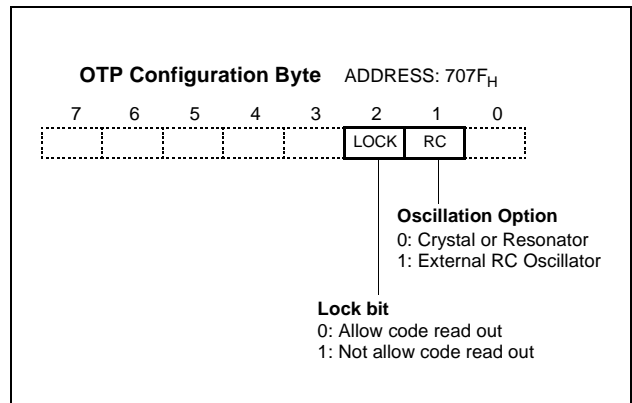 OTP Configuration Byte ADDRESS: 707FH
7 6 5 4 3 2 1 0
LOCK RC
Oscillation Option
0: Crystal or Resonator
1: External RC Oscillator
Lock bit
0: Allow code read out
1: Not allow code read out